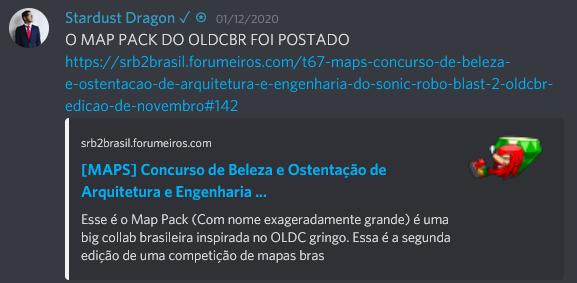 Stardust Dragon ✓ 01/12/2020
O MAP PACK DO OLDCBR FOI POSTADO
https://srb2brasil.forumeiros.com/t67-maps-concurso-de-beleza-
e-ostentacao-de-arquitetura-e-engenharia-do-sonic-robo-blast-2-oldcbr-
edicao-de-novembro#142
srb2brasil.forumeiros.com
[MAPS] Concurso de Beleza e Ostentação de
Arquitetura e Engenharia ...
Esse é o Map Pack (Com nome exageradamente grande) é uma
big collab brasileira inspirada no OLDC gringo. Essa é a segunda
edição de uma competição de mapas bras